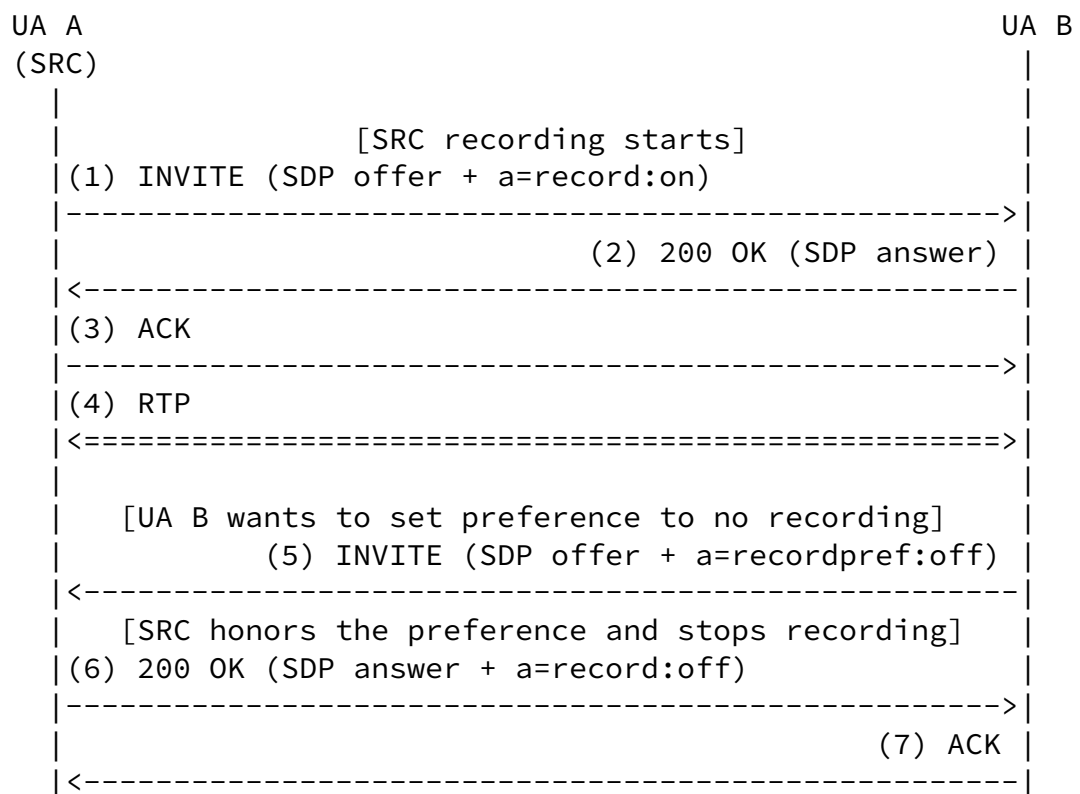 UA A                                                   UA B
(SRC)                                                    |
  |                                                      |
  |                [SRC recording starts]                |
  |(1) INVITE (SDP offer + a=record:on)                  |
  |---------------------------------------------------->|
  |                             (2) 200 OK (SDP answer) |
  |<----------------------------------------------------|
  |(3) ACK                                               |
  |---------------------------------------------------->|
  |(4) RTP                                               |
  |<===================================================>|
  |                                                      |
  |   [UA B wants to set preference to no recording]    |
  |           (5) INVITE (SDP offer + a=recordpref:off) |
  |<----------------------------------------------------|
  |   [SRC honors the preference and stops recording]   |
  |(6) 200 OK (SDP answer + a=record:off)                |
  |---------------------------------------------------->|
  |                                             (7) ACK |
  |<----------------------------------------------------|